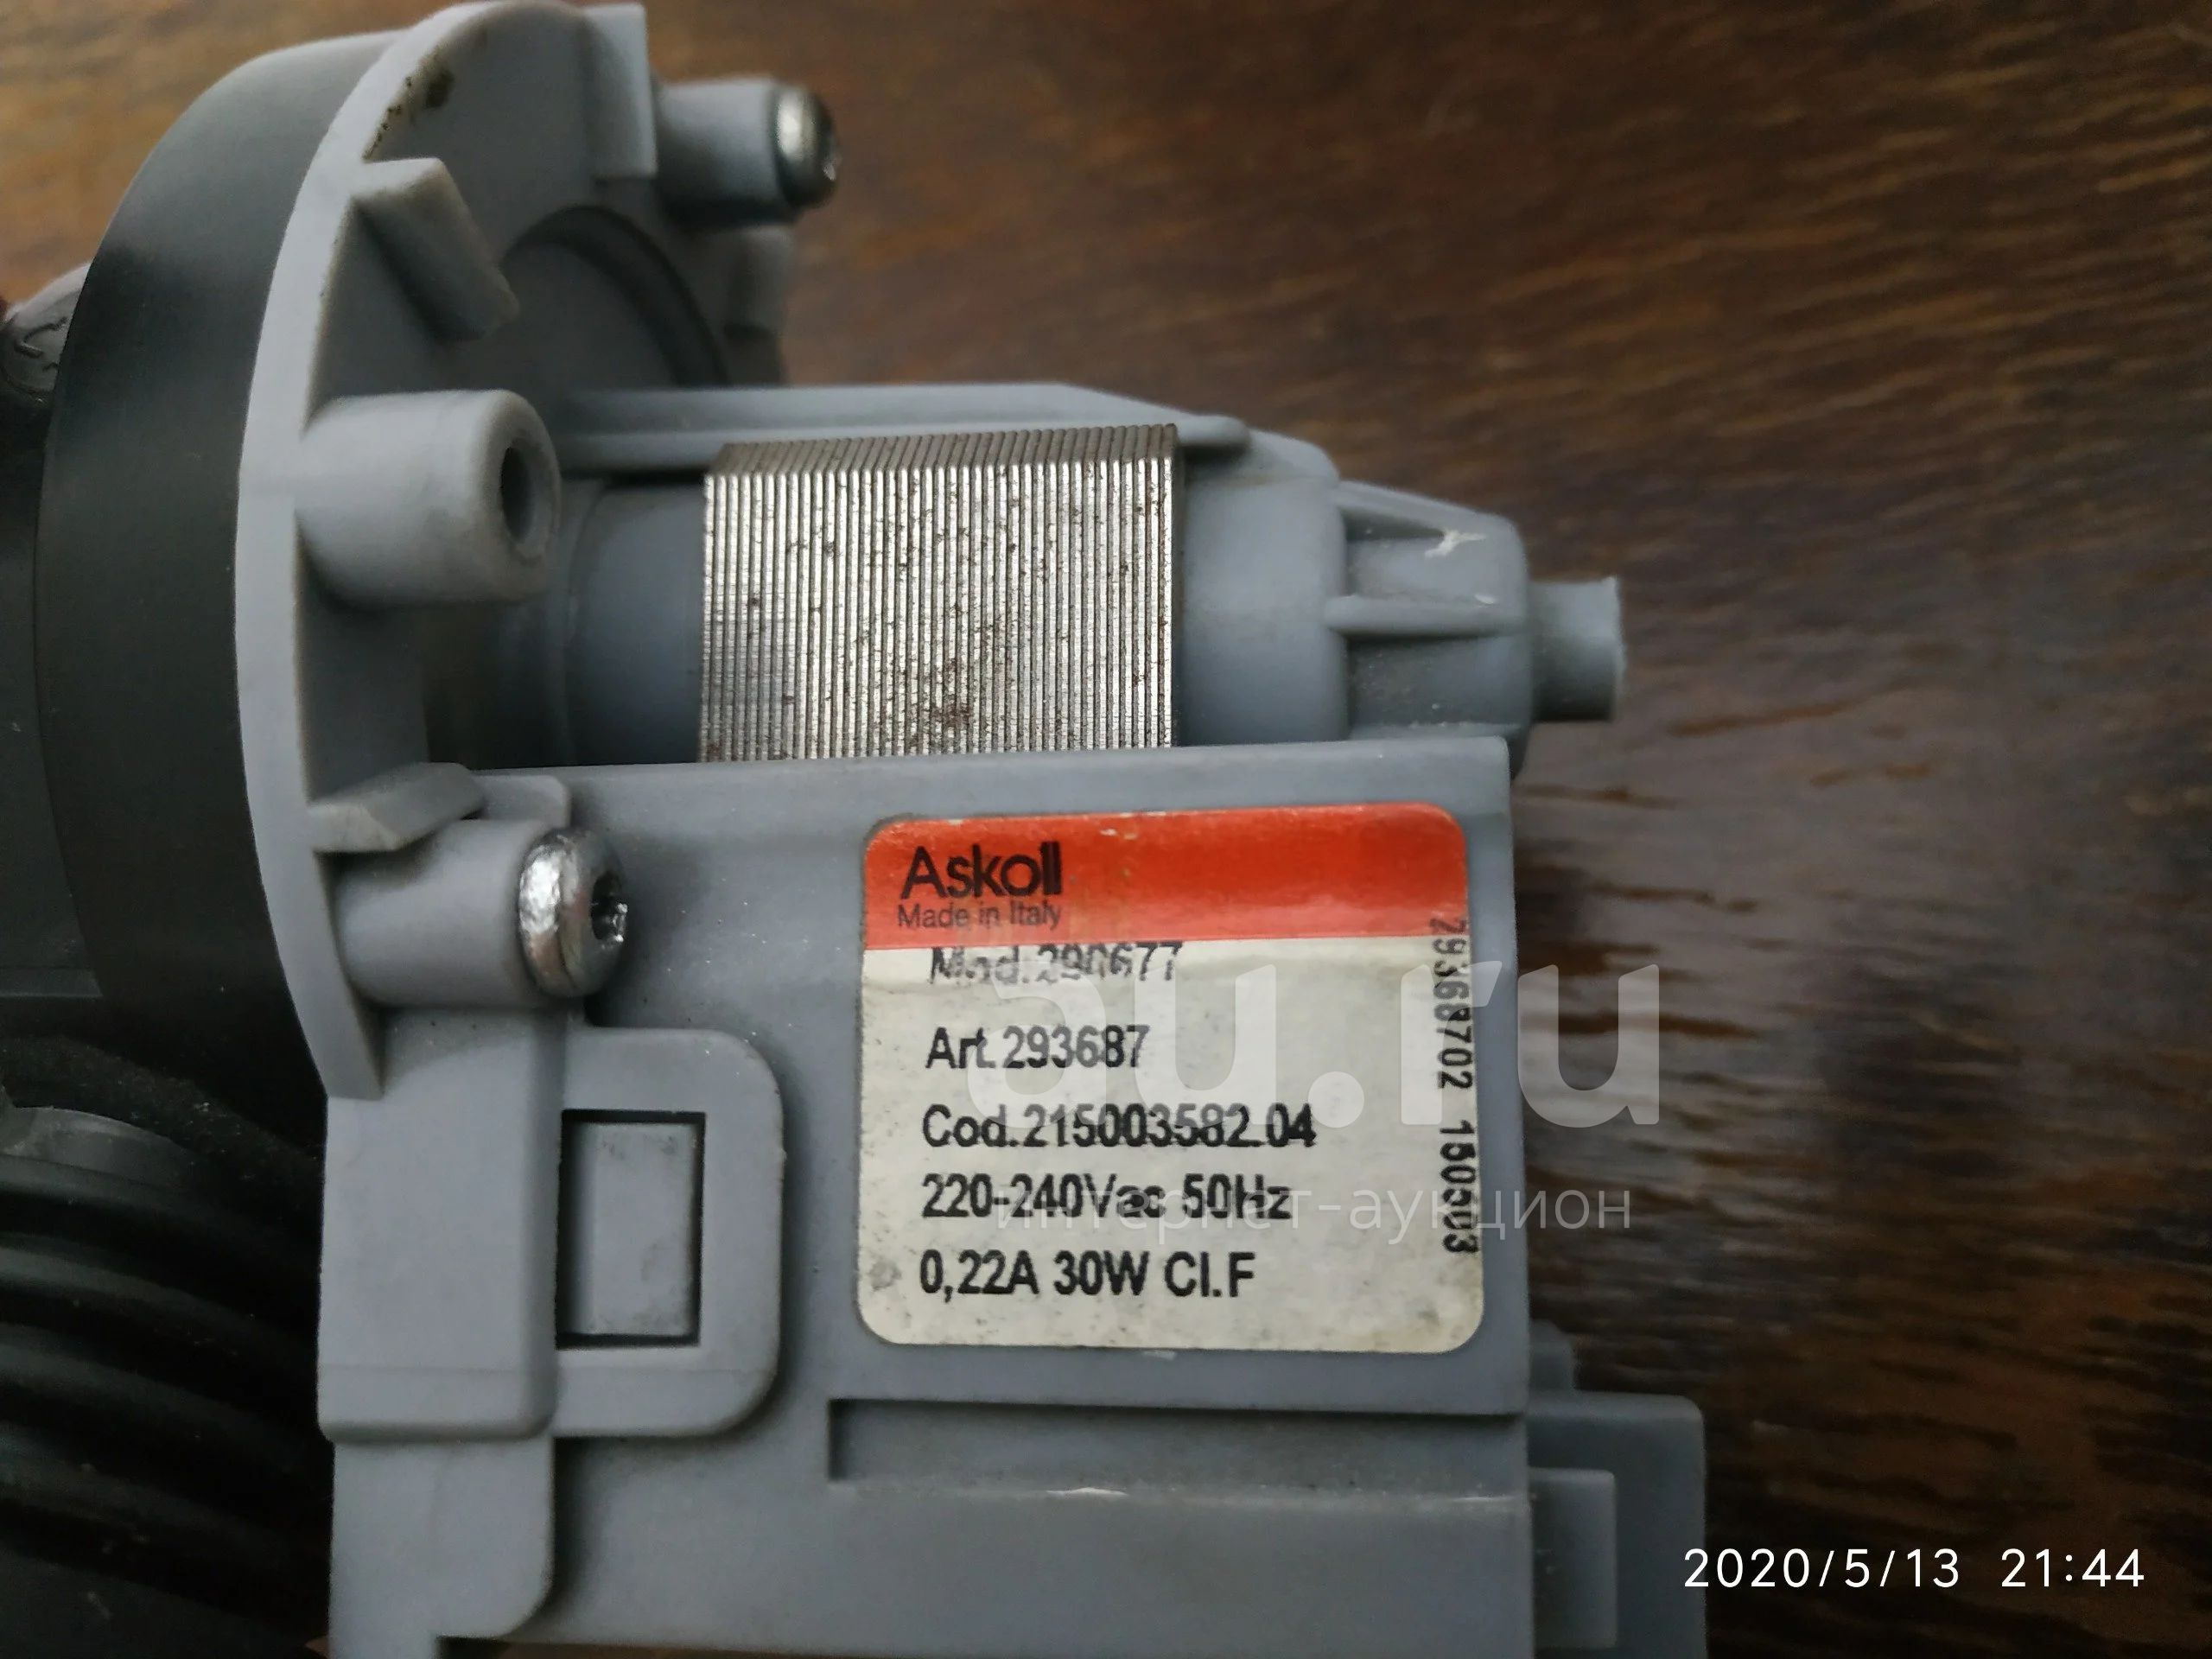 Askoll
Made in Italy
Mod.290677
Art.293687
Cod.215003582.04
220-240Vac 50Hz
0,22A 30W Cl.F
29368702
au.ru
интернет-аукцион
2020/5/13 21:44